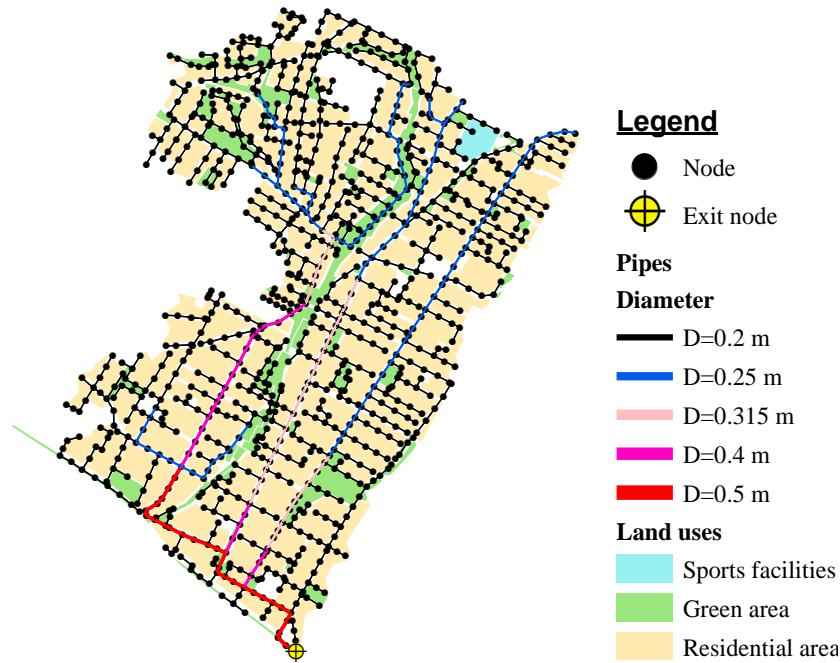 Legend
Node
Exit node
Pipes
Diameter
D=0.2 m
D=0.25 m
D=0.315 m
D=0.4 m
D=0.5 m
Land uses
Sports facilities
Green area
Residential area